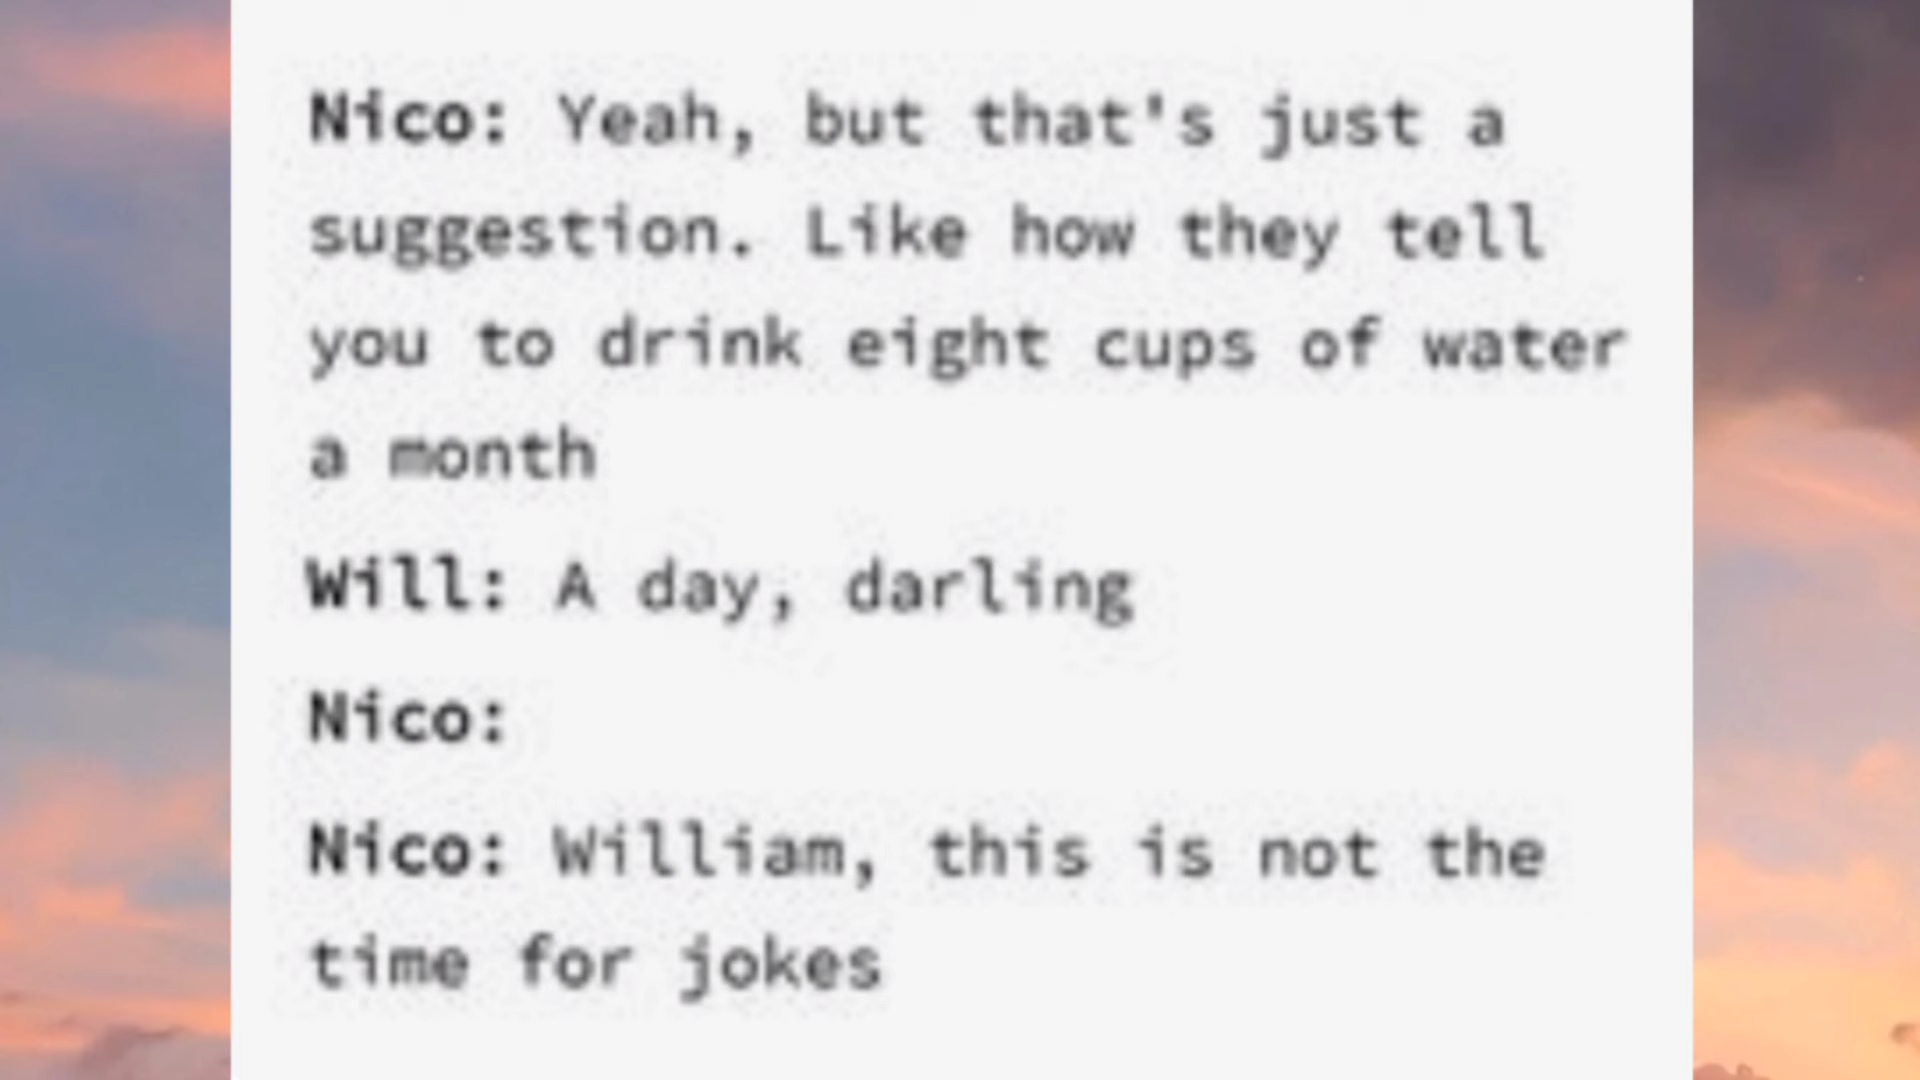 Nico: Yeah, but that's just a
suggestion. Like how they tell
you to drink eight cups of water
a month
Will: A day, darling
Nico:
Nico: William, this is not the
time for jokes